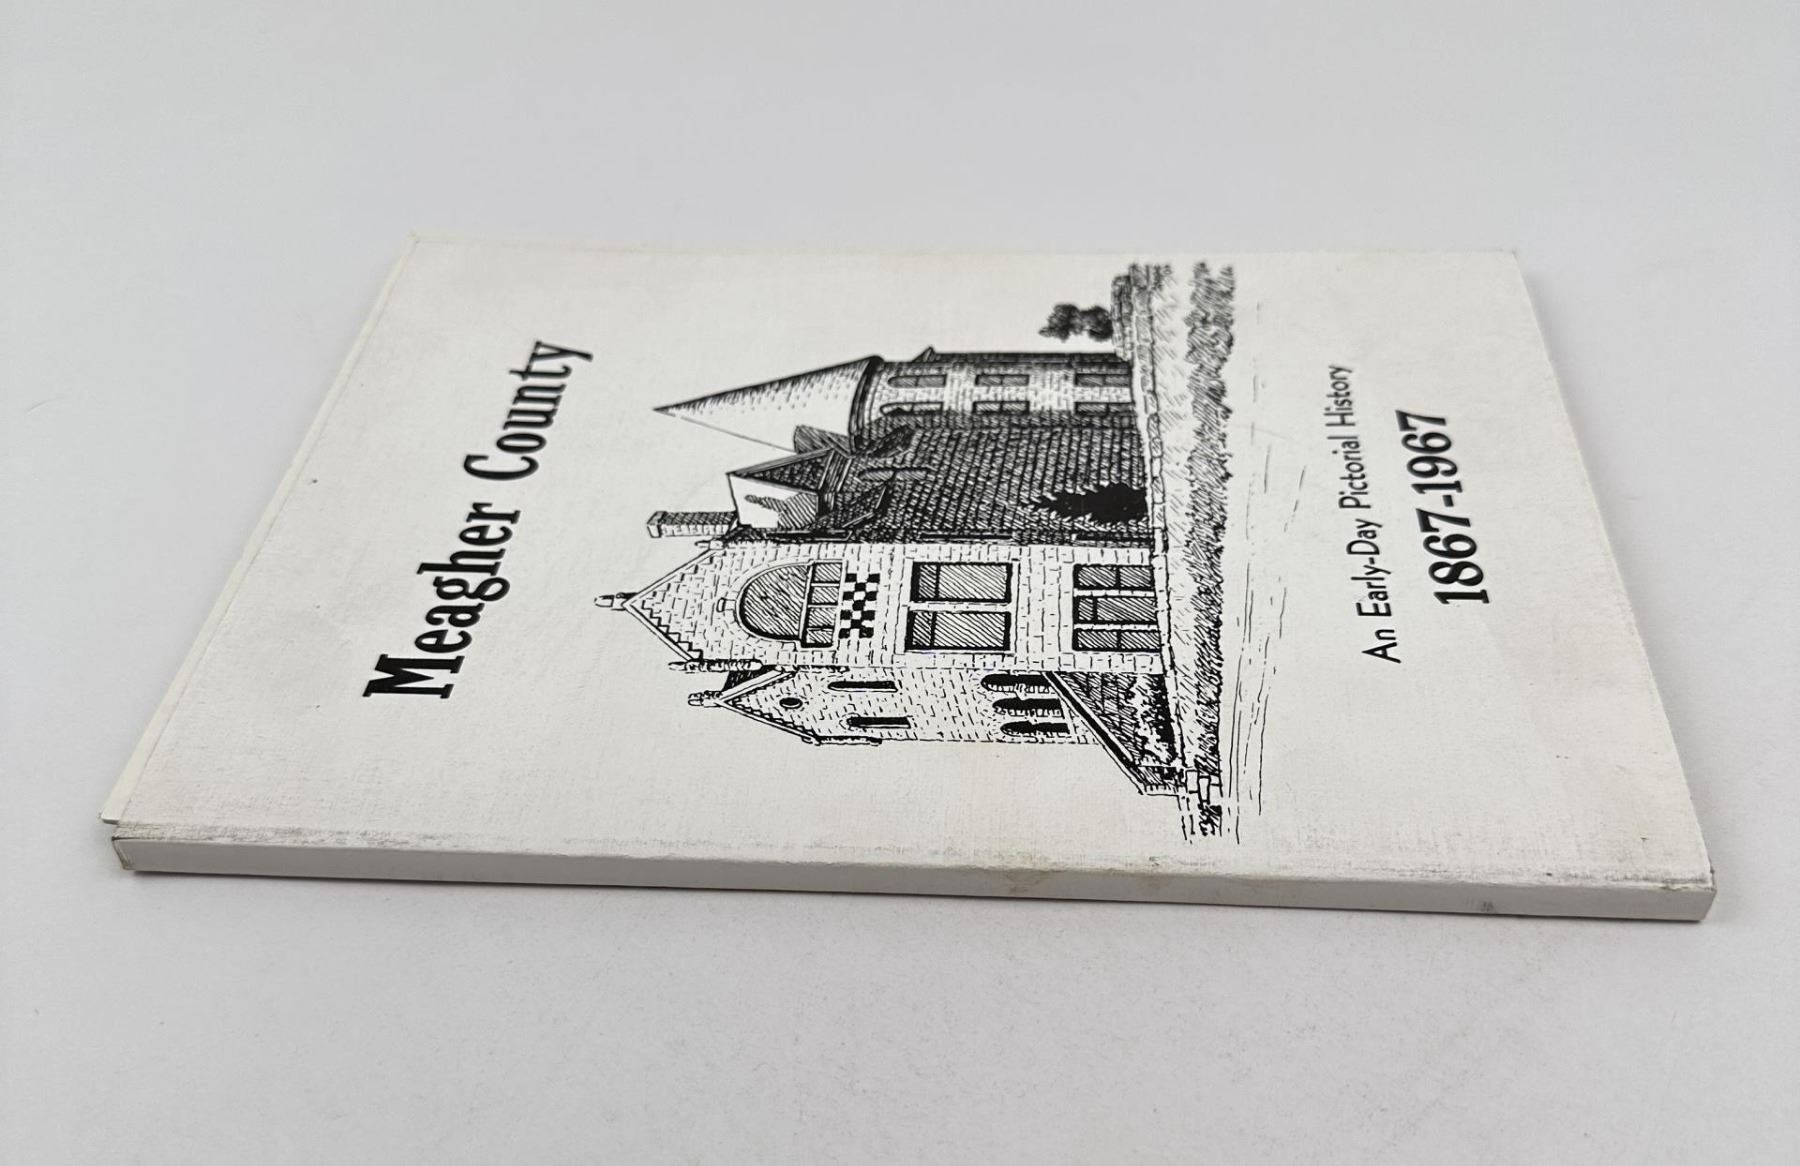 Meagher County
An Early-Day Pictorial History
1867-1967